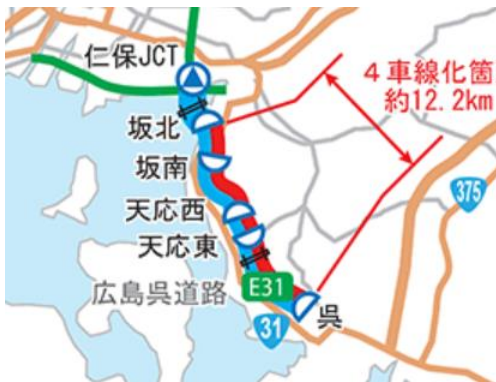 仁保JCT
4車線化箇
約12.2km
坂北
坂南
375
天応西
天応東
広島呉道路
E31
呉
31